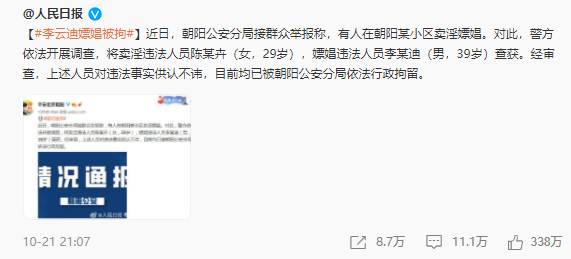 @人民日报
#李云迪嫖娼被拘# 近日，朝阳公安分局接群众举报称，有人在朝阳某小区卖淫嫖娼。对此，警方
依法开展调查，将卖淫违法人员陈某卉（女，29岁），嫖娼违法人员李某迪（男，39岁）查获。经审
查，上述人员对违法事实供认不讳，目前均已被朝阳公安分局依法行政拘留。
情况通报
朝阳公安
@人民日报
10-21 21:07
8.7万
11.1万
338万